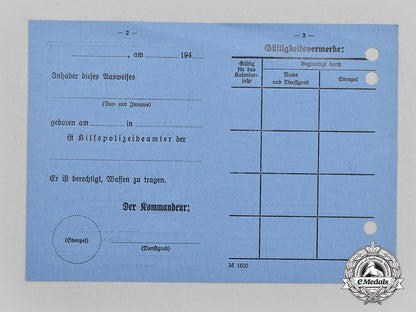 — 2 —
, am 194
Inhaber dieses Ausweises
(Vor- und Zuname)
geboren am in
ist Hilfspolizeibeamter der
Er ist berechtigt, Waffen zu tragen.
Der Kommandeur:
(Stempel)
(Dienstgrad)
— 3 —
Gültigkeitsvermerke:
Gültig für das Kalender-jahr
Beglaubigt durch
Name und Dienstgrad
Stempel
M 1600
eMedals